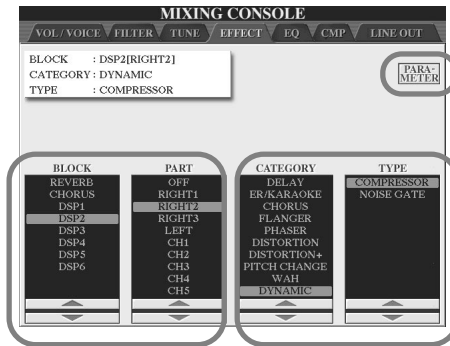 MIXING CONSOLE
VOL / VOICE FILTER TUNE EFFECT EQ CMP LINE OUT
BLOCK : DSP2[RIGHT2]
CATEGORY : DYNAMIC
TYPE : COMPRESSOR
PARA-
METER
BLOCK PART CATEGORY TYPE
REVERB OFF DELAY COMPRESSOR
CHORUS RIGHT1 ER/KARAOKE NOISE GATE
DSP1 RIGHT2 CHORUS
DSP2 RIGHT3 FLANGER
DSP3 LEFT PHASER
DSP4 CH1 DISTORTION
DSP5 CH2 DISTORTION+
DSP6 CH3 PITCH CHANGE
CH4 WAH
CH5 DYNAMIC